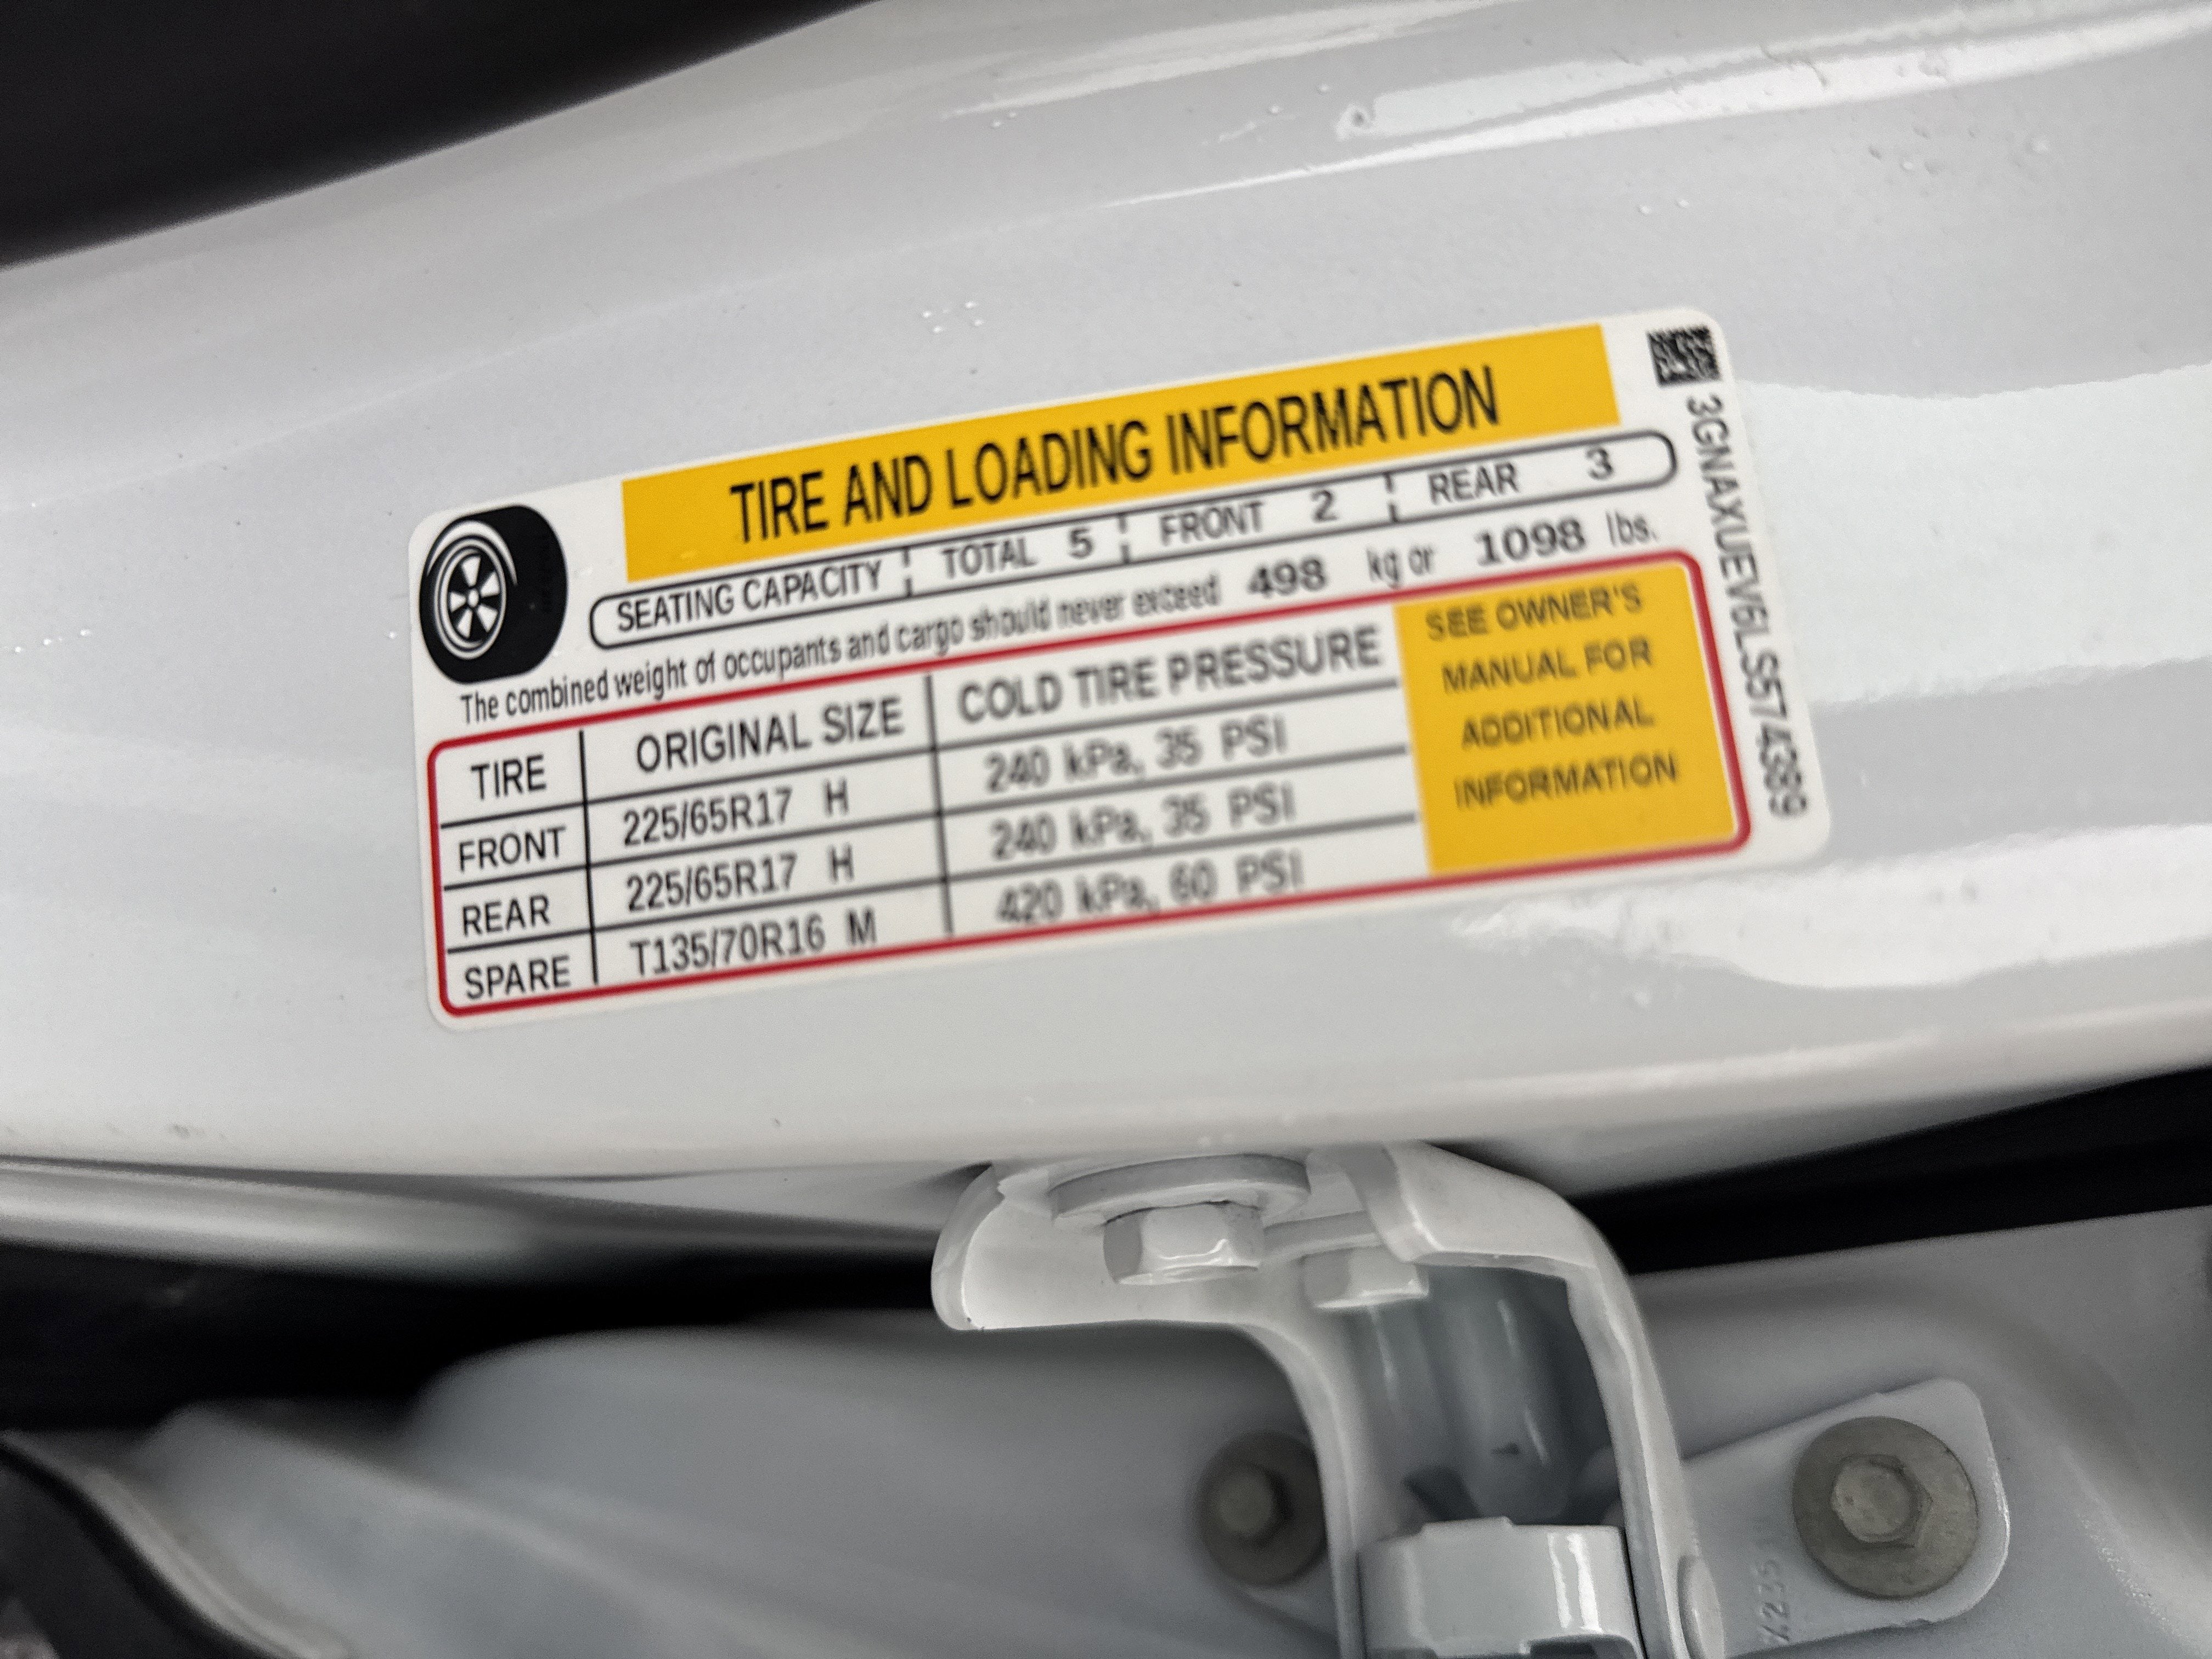 TIRE AND LOADING INFORMATION
SEATING CAPACITY TOTAL 5 FRONT 2 REAR 3
The combined weight of occupants and cargo should never exceed 498 kg or 1098 lbs.
TIRE ORIGINAL SIZE COLD TIRE PRESSURE
FRONT 225/65R17 H 240 kPa, 35 PSI
REAR 225/65R17 H 240 kPa, 35 PSI
SPARE T135/70R16 M 420 kPa, 60 PSI
SEE OWNER'S
MANUAL FOR
ADDITIONAL
INFORMATION
3GNAXUEV6LS574389